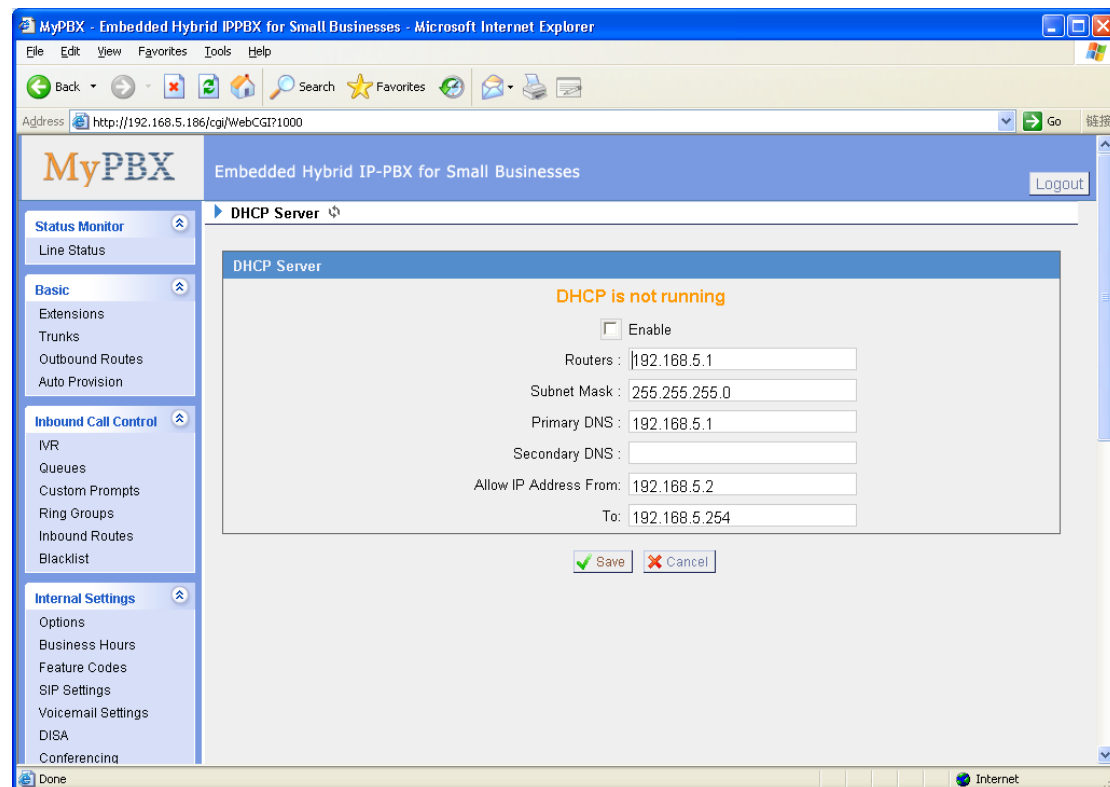 MyPBX - Embedded Hybrid IPPBX for Small Businesses - Microsoft Internet Explorer
File Edit View Favorites Tools Help
Back Search Favorites
Address http://192.168.5.186/cgi/WebCGI?1000 Go 链接
MyPBX
Embedded Hybrid IP-PBX for Small Businesses
Logout
Status Monitor
Line Status
Basic
Extensions
Trunks
Outbound Routes
Auto Provision
Inbound Call Control
IVR
Queues
Custom Prompts
Ring Groups
Inbound Routes
Blacklist
Internal Settings
Options
Business Hours
Feature Codes
SIP Settings
Voicemail Settings
DISA
Conferencing
DHCP Server
DHCP Server
DHCP is not running
Enable
Routers : 192.168.5.1
Subnet Mask : 255.255.255.0
Primary DNS : 192.168.5.1
Secondary DNS :
Allow IP Address From: 192.168.5.2
To: 192.168.5.254
Save Cancel
Done Internet